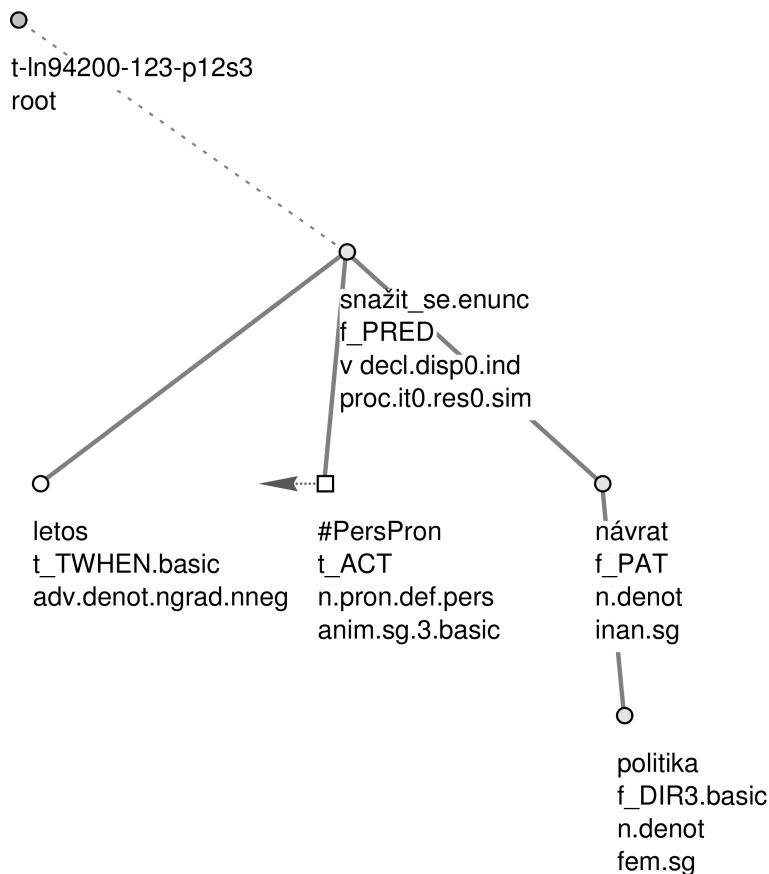 t-ln94200-123-p12s3
root
snažit_se.enunc
f_PRED
v decl.disp0.ind
proc.it0.res0.sim
letos
t_TWHEN.basic
adv.denot.ngrad.nneg
#PersPron
t_ACT
n.pron.def.pers
anim.sg.3.basic
návrat
f_PAT
n.denot
inan.sg
politika
f_DIR3.basic
n.denot
fem.sg